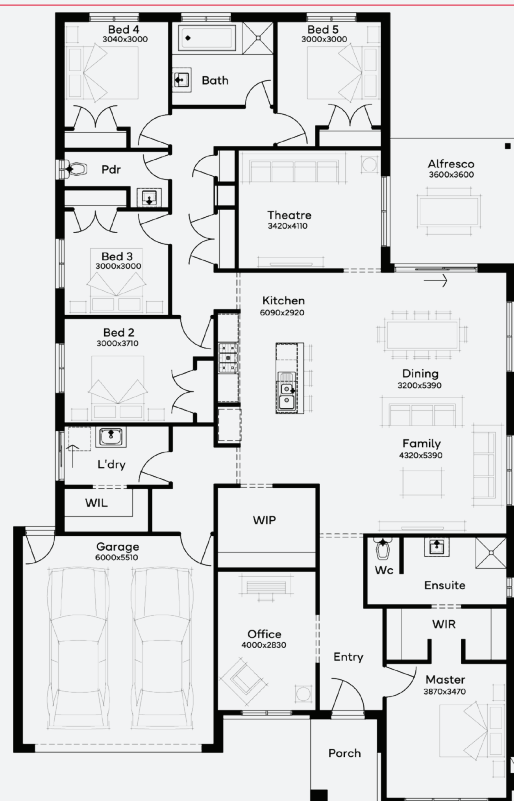 Bed 4
3040x3000
Bath
Bed 5
3000x3000
Pdr
Alfresco
3600x3600
Theatre
3420x4110
Bed 3
3000x3000
Kitchen
6090x2920
Bed 2
3000x3710
Dining
3200x5390
Family
4320x5390
L'dry
WIL
WIP
Garage
6000x5510
Wc
Ensuite
Office
4000x2830
WIR
Entry
Master
3870x3470
Porch